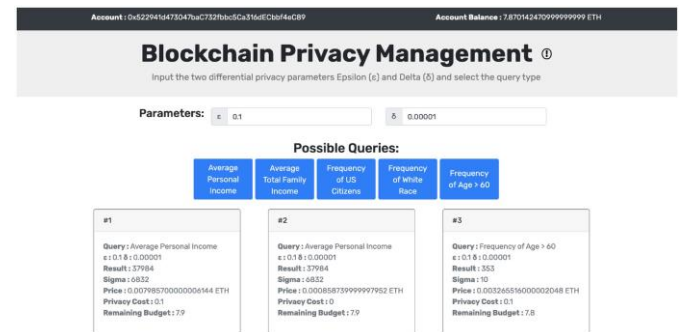 Account : 0x522941d473047baC732fbbc5Ca316dECbbf4eC89 Account Balance : 7.870142470999999999 ETH
Blockchain Privacy Management
Input the two differential privacy parameters Epsilon (ε) and Delta (δ) and select the query type
Parameters: ε 0.1 δ 0.00001
Possible Queries:
Average Personal Income
Average Total Family Income
Frequency of US Citizens
Frequency of White Race
Frequency of Age > 60
#1
Query : Average Personal Income
ε : 0.1 δ : 0.00001
Result : 37984
Sigma : 6832
Price : 0.007985700000006144 ETH
Privacy Cost : 0.1
Remaining Budget : 7.9
#2
Query : Average Personal Income
ε : 0.1 δ : 0.00001
Result : 37984
Sigma : 6832
Price : 0.000858739999997952 ETH
Privacy Cost : 0
Remaining Budget : 7.9
#3
Query : Frequency of Age > 60
ε : 0.1 δ : 0.00001
Result : 353
Sigma : 10
Price : 0.003265516000002048 ETH
Privacy Cost : 0.1
Remaining Budget : 7.8